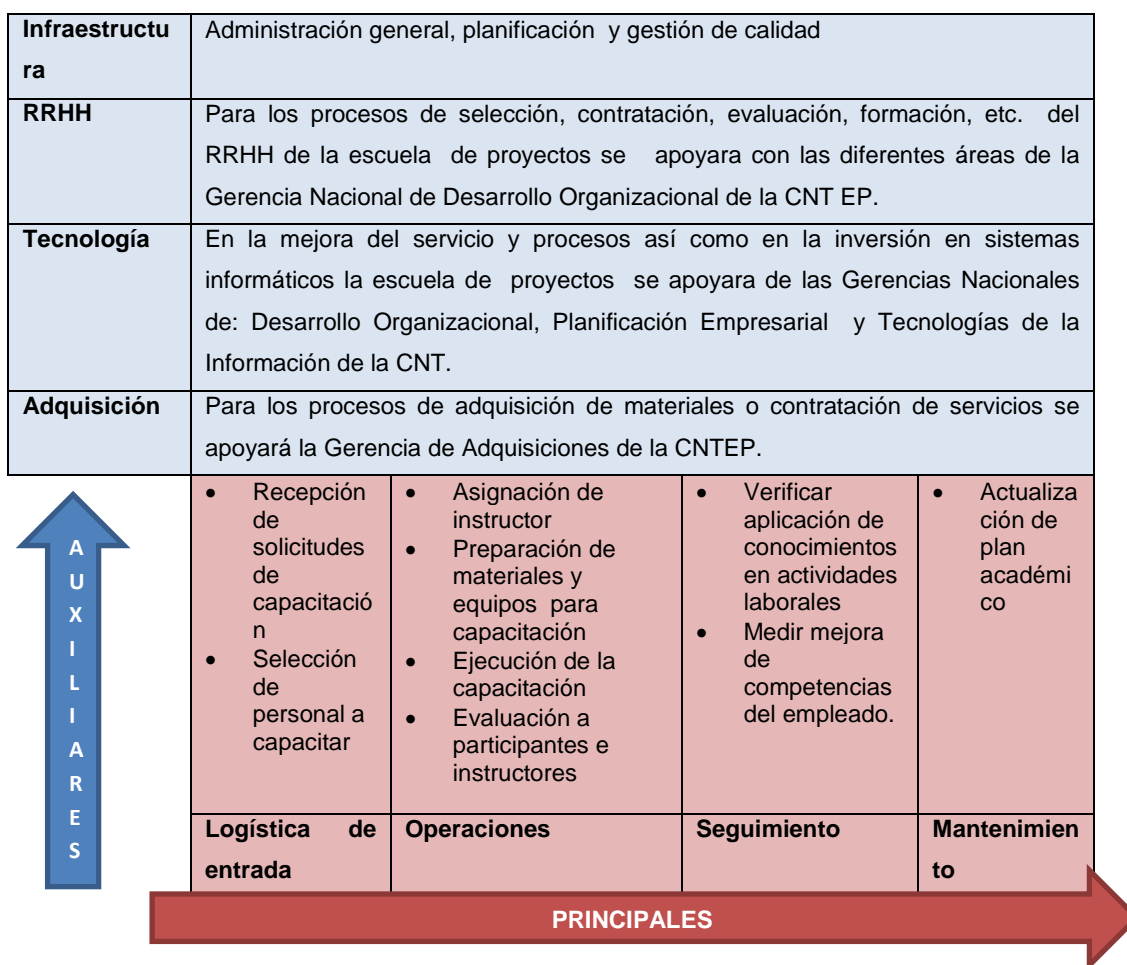 Infraestructu
ra
Administración general, planificación y gestión de calidad
RRHH
Para los procesos de selección, contratación, evaluación, formación, etc. del
RRHH de la escuela de proyectos se apoyara con las diferentes áreas de la
Gerencia Nacional de Desarrollo Organizacional de la CNT EP.
Tecnología
En la mejora del servicio y procesos así como en la inversión en sistemas
informáticos la escuela de proyectos se apoyara de las Gerencias Nacionales
de: Desarrollo Organizacional, Planificación Empresarial y Tecnologías de la
Información de la CNT.
Adquisición
Para los procesos de adquisición de materiales o contratación de servicios se
apoyará la Gerencia de Adquisiciones de la CNTEP.
A
U
X
I
L
I
A
R
E
S
• Recepción
de
solicitudes
de
capacitació
n
• Selección
de
personal a
capacitar
• Asignación de
instructor
• Preparación de
materiales y
equipos para
capacitación
• Ejecución de la
capacitación
• Evaluación a
participantes e
instructores
• Verificar
aplicación de
conocimientos
en actividades
laborales
• Medir mejora
de
competencias
del empleado.
• Actualiza
ción de
plan
académi
co
Logística de
entrada
Operaciones
Seguimiento
Mantenimien
to
PRINCIPALES